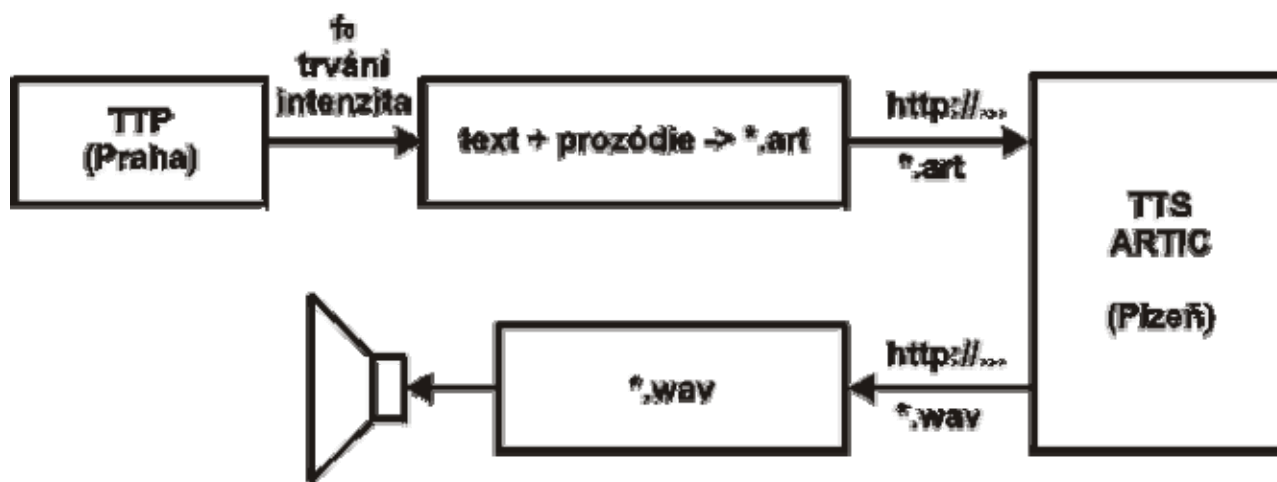 f₀
trvání
intenzita
TTP
(Praha)
text + prozódie -> *.art
http://...
*.art
TTS
ARTIC
(Plzeň)
*.wav
http://...
*.wav